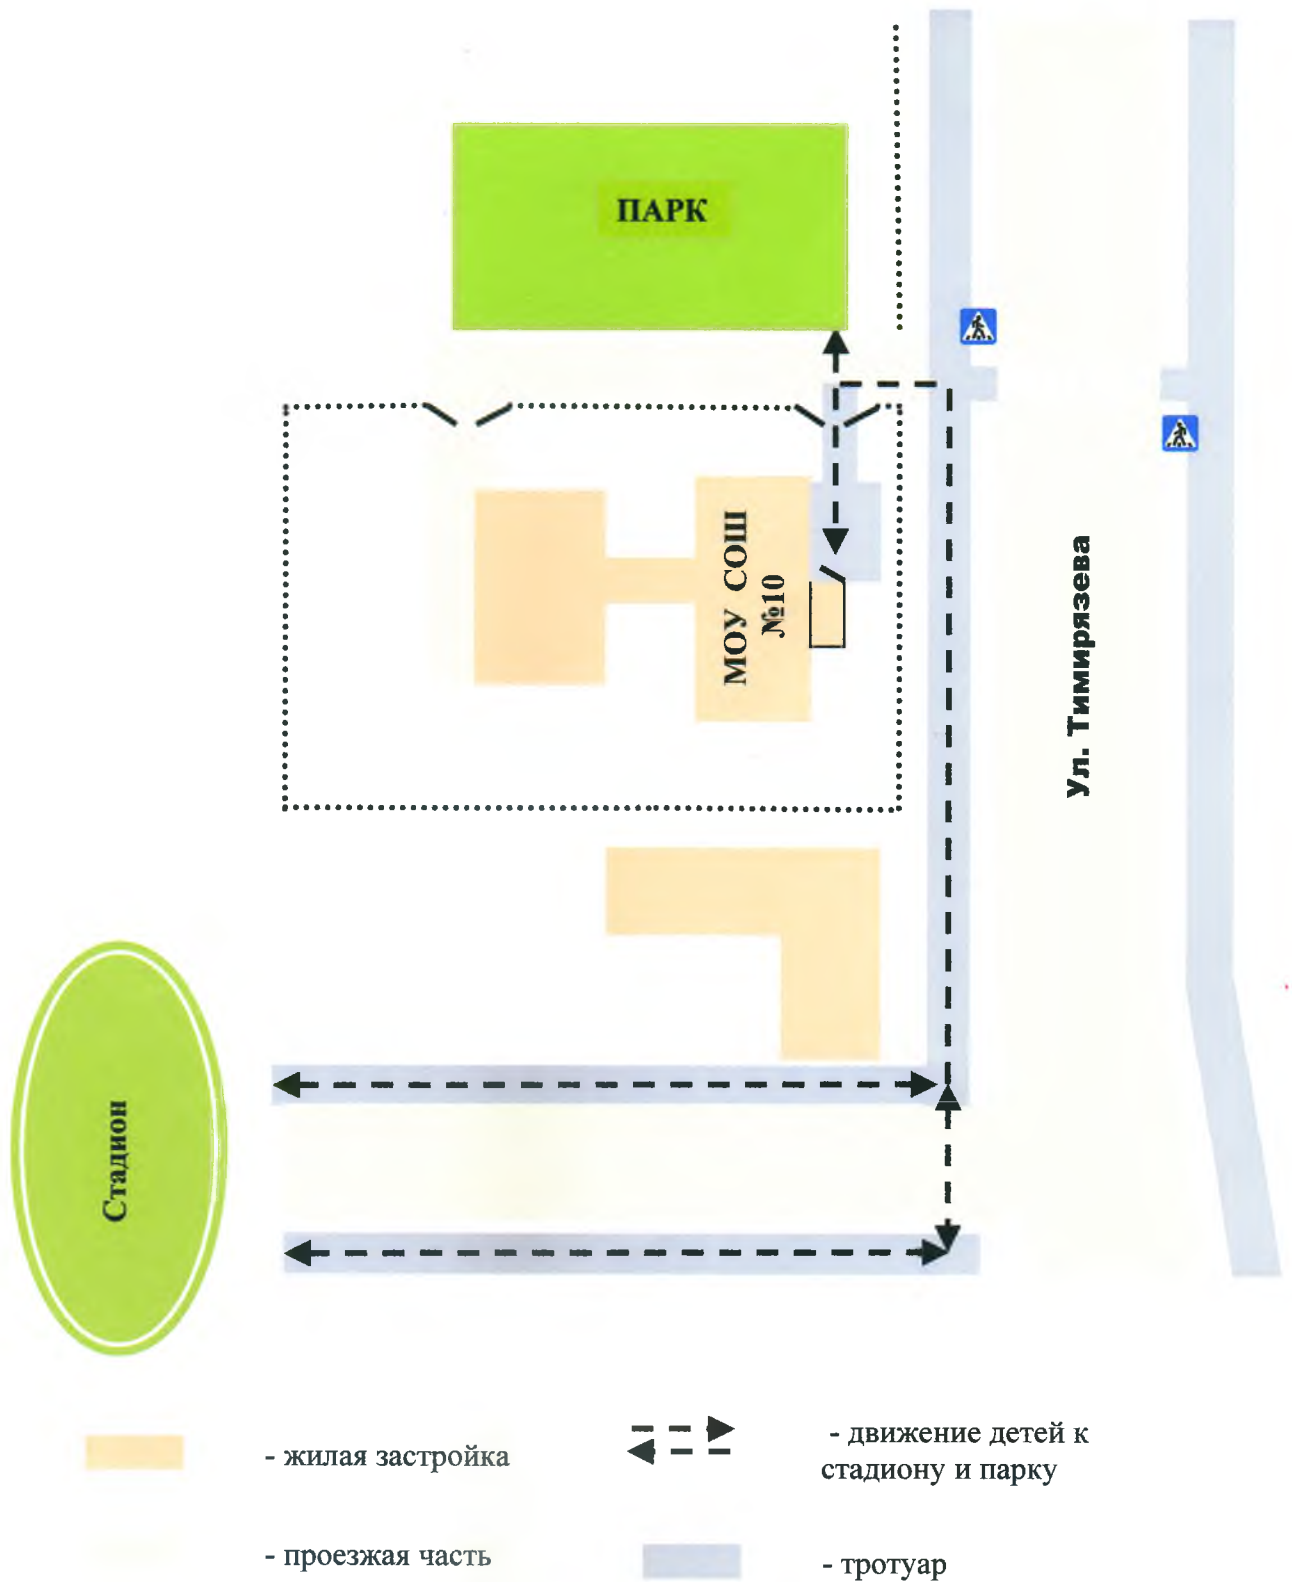 ПАРК
МОУ СОШ
№10
Ул. Тимирязева
Стадион
- жилая застройка
- движение детей к
стадиону и парку
- проезжая часть
- тротуар